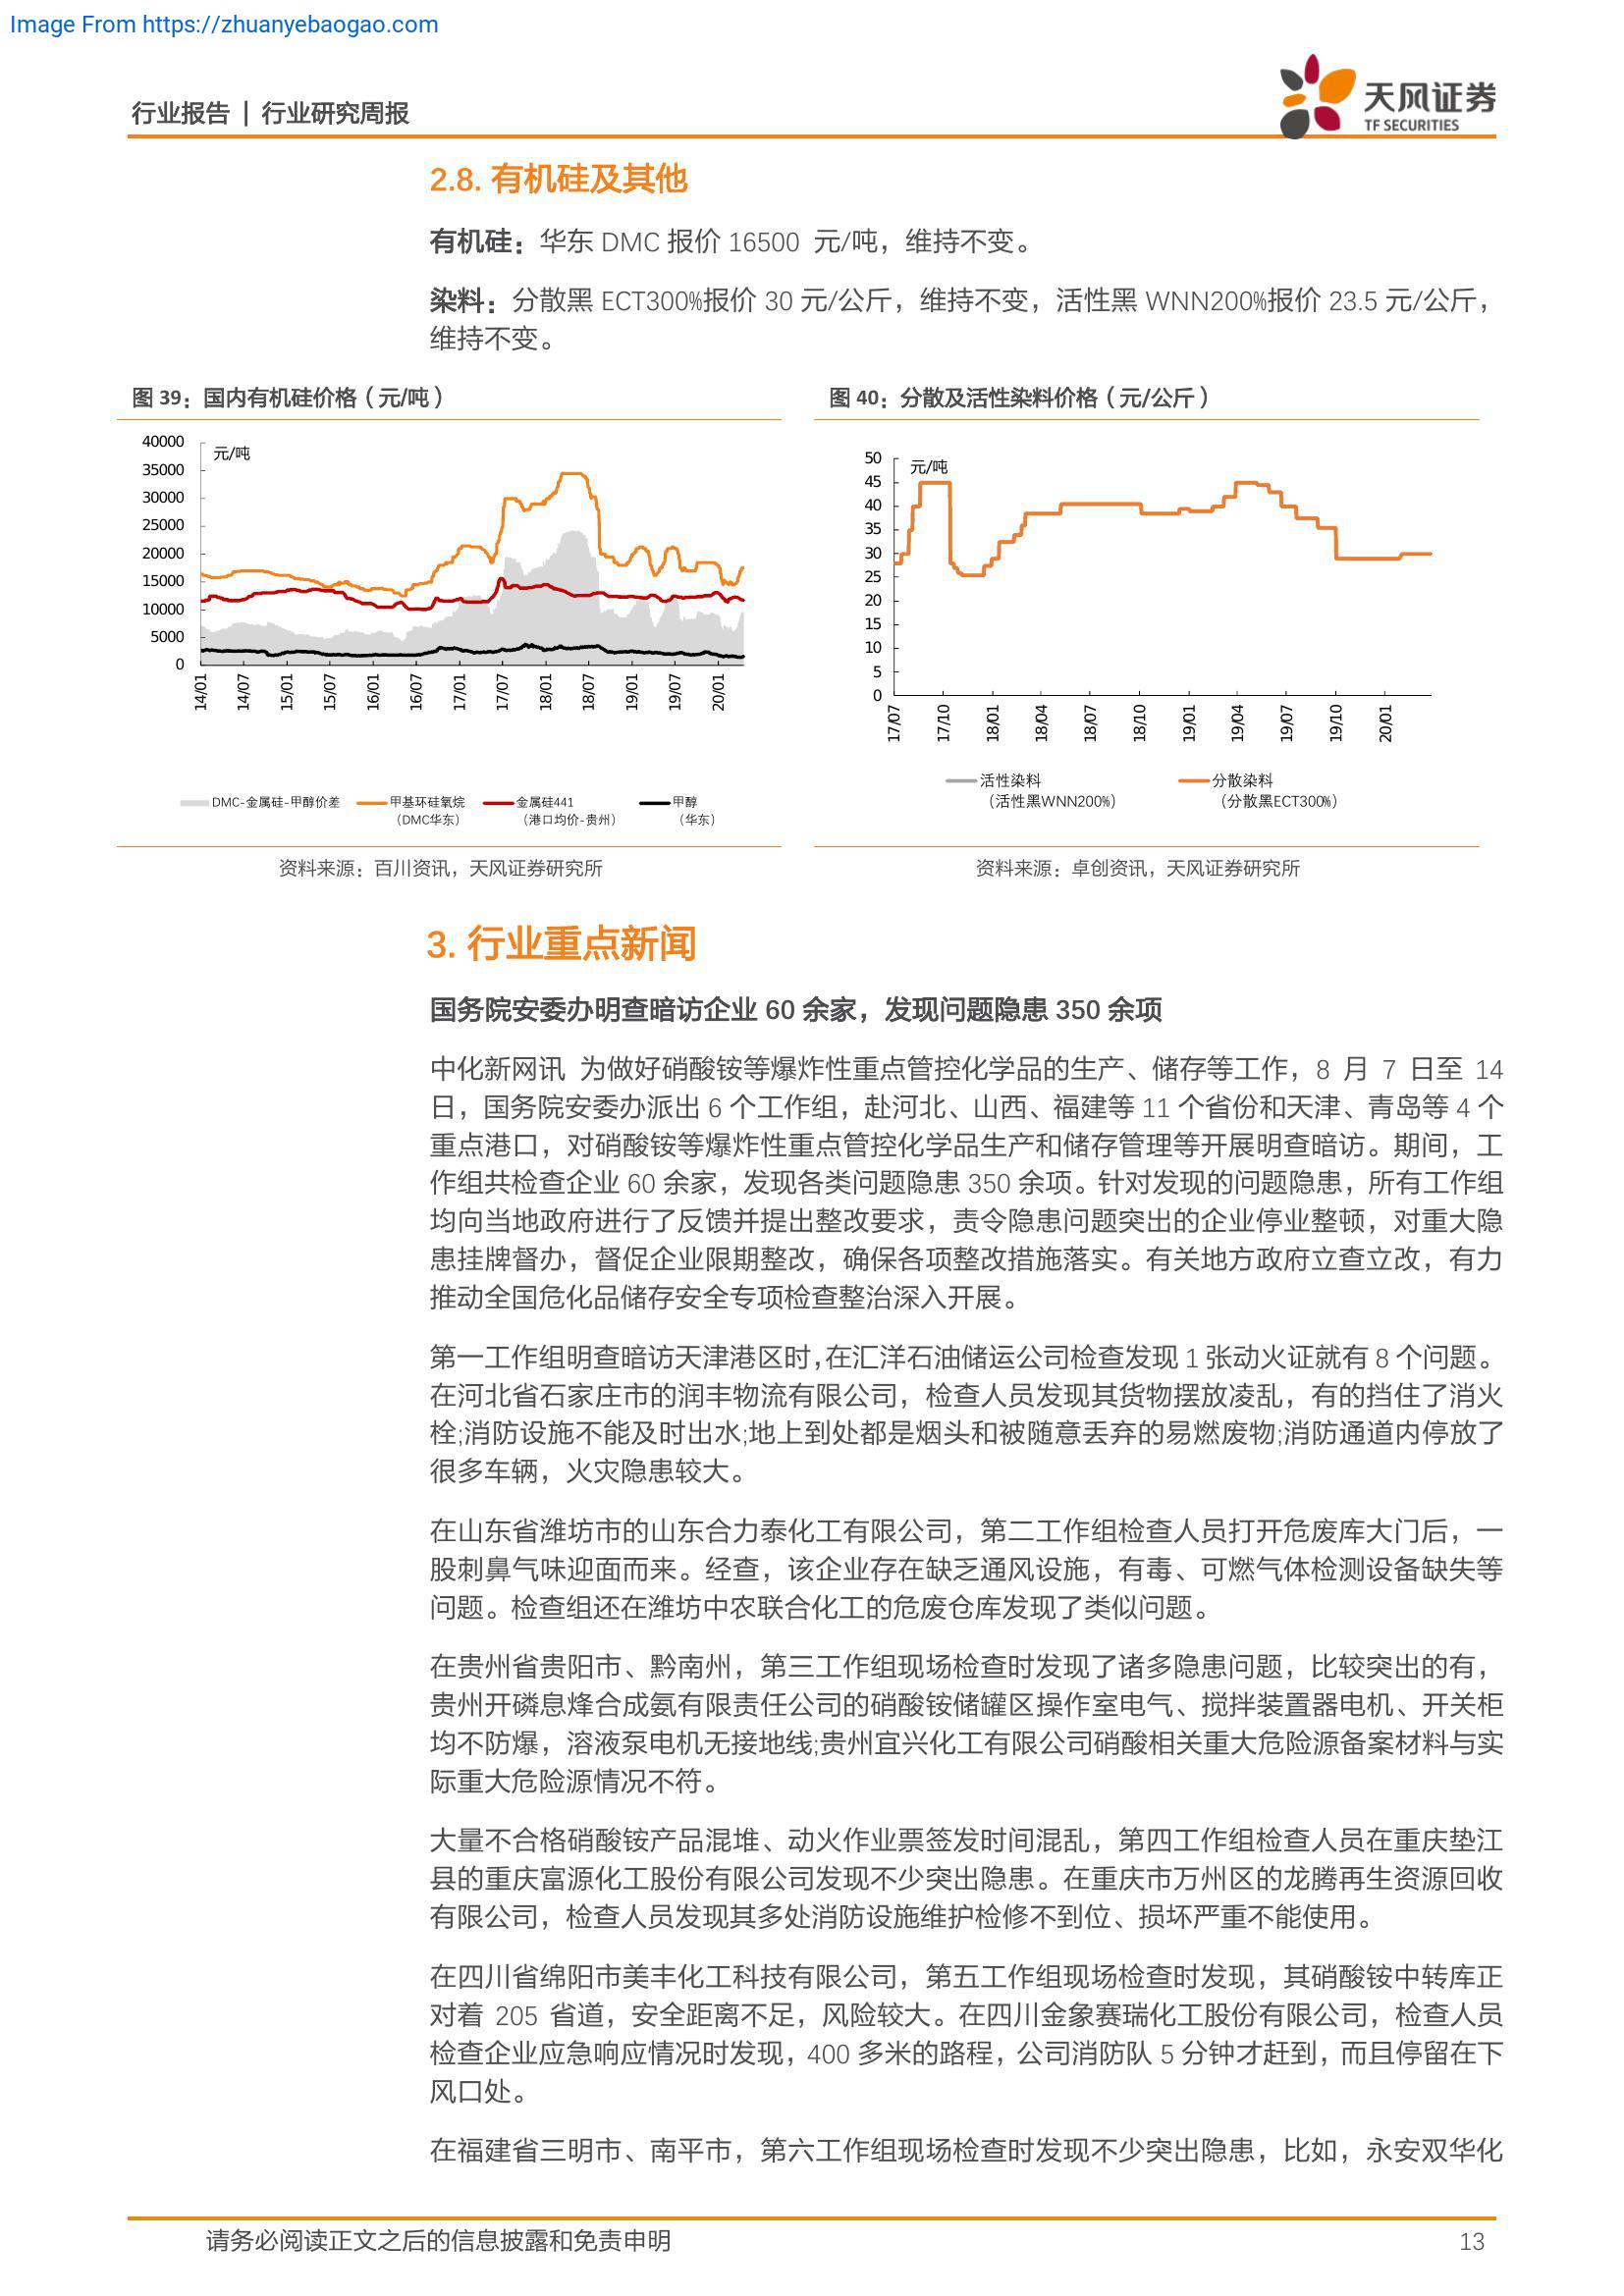 Image From https://zhuanyebaogao.com
行业报告 | 行业研究周报
天风证券
TF SECURITIES
2.8. 有机硅及其他
有机硅：华东 DMC 报价 16500 元/吨，维持不变。
染料：分散黑 ECT300%报价 30 元/公斤，维持不变，活性黑 WNN200%报价 23.5 元/公斤，
维持不变。
图 39：国内有机硅价格（元/吨）
元/吨
40000
35000
30000
25000
20000
15000
10000
5000
0
14/01 14/07 15/01 15/07 16/01 16/07 17/01 17/07 18/01 18/07 19/01 19/07 20/01
DMC-金属硅-甲醇价差 甲基环硅氧烷 金属硅441 甲醇
（DMC华东） （港口均价-贵州） （华东）
资料来源：百川资讯，天风证券研究所
图 40：分散及活性染料价格（元/公斤）
元/吨
50
45
40
35
30
25
20
15
10
5
0
17/07 17/10 18/01 18/04 18/07 18/10 19/01 19/04 19/07 19/10 20/01
活性染料 分散染料
（活性黑WNN200%） （分散黑ECT300%）
资料来源：卓创资讯，天风证券研究所
3. 行业重点新闻
国务院安委办明查暗访企业 60 余家，发现问题隐患 350 余项
中化新网讯 为做好硝酸铵等爆炸性重点管控化学品的生产、储存等工作，8 月 7 日至 14
日，国务院安委办派出 6 个工作组，赴河北、山西、福建等 11 个省份和天津、青岛等 4 个
重点港口，对硝酸铵等爆炸性重点管控化学品生产和储存管理等开展明查暗访。期间，工
作组共检查企业 60 余家，发现各类问题隐患 350 余项。针对发现的问题隐患，所有工作组
均向当地政府进行了反馈并提出整改要求，责令隐患问题突出的企业停业整顿，对重大隐
患挂牌督办，督促企业限期整改，确保各项整改措施落实。有关地方政府立查立改，有力
推动全国危化品储存安全专项检查整治深入开展。
第一工作组明查暗访天津港区时,在汇洋石油储运公司检查发现 1 张动火证就有 8 个问题。
在河北省石家庄市的润丰物流有限公司，检查人员发现其货物摆放凌乱，有的挡住了消火
栓;消防设施不能及时出水;地上到处都是烟头和被随意丢弃的易燃废物;消防通道内停放了
很多车辆，火灾隐患较大。
在山东省潍坊市的山东合力泰化工有限公司，第二工作组检查人员打开危废库大门后，一
股刺鼻气味迎面而来。经查，该企业存在缺乏通风设施，有毒、可燃气体检测设备缺失等
问题。检查组还在潍坊中农联合化工的危废仓库发现了类似问题。
在贵州省贵阳市、黔南州，第三工作组现场检查时发现了诸多隐患问题，比较突出的有，
贵州开磷息烽合成氨有限责任公司的硝酸铵储罐区操作室电气、搅拌装置器电机、开关柜
均不防爆，溶液泵电机无接地线;贵州宜兴化工有限公司硝酸相关重大危险源备案材料与实
际重大危险源情况不符。
大量不合格硝酸铵产品混堆、动火作业票签发时间混乱，第四工作组检查人员在重庆垫江
县的重庆富源化工股份有限公司发现不少突出隐患。在重庆市万州区的龙腾再生资源回收
有限公司，检查人员发现其多处消防设施维护检修不到位、损坏严重不能使用。
在四川省绵阳市美丰化工科技有限公司，第五工作组现场检查时发现，其硝酸铵中转库正
对着 205 省道，安全距离不足，风险较大。在四川金象赛瑞化工股份有限公司，检查人员
检查企业应急响应情况时发现，400 多米的路程，公司消防队 5 分钟才赶到，而且停留在下
风口处。
在福建省三明市、南平市，第六工作组现场检查时发现不少突出隐患，比如，永安双华化
请务必阅读正文之后的信息披露和免责申明
13